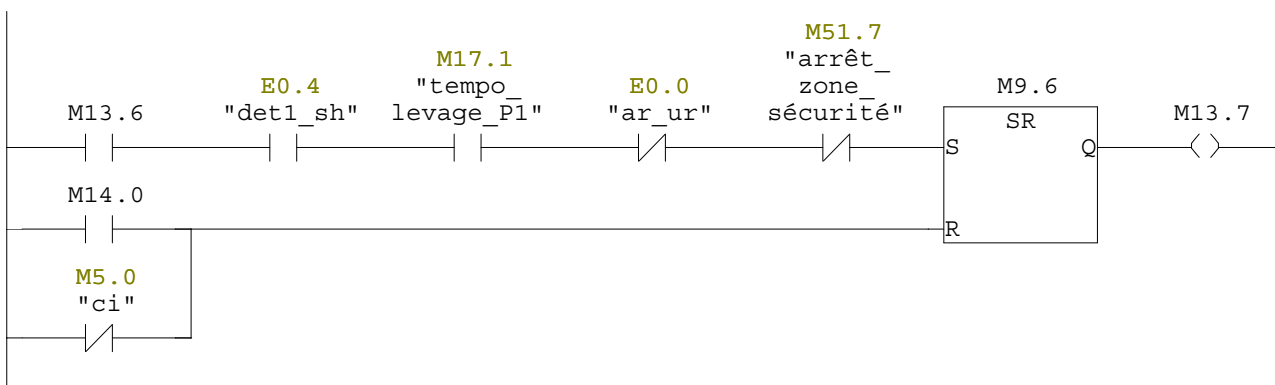 M51.7
M17.1 "arrêt_
E0.4 "tempo_ E0.0 zone_ M9.6
M13.6 "det1_sh" levage_P1" "ar_ur" sécurité" SR M13.7
S Q
M14.0
R
M5.0
"ci"